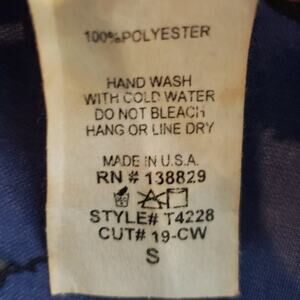 100% POLYESTER
HAND WASH
WITH COLD WATER
DO NOT BLEACH
HANG OR LINE DRY
MADE IN U.S.A.
RN # 138829
STYLE# T4228
CUT# 19-CW
S